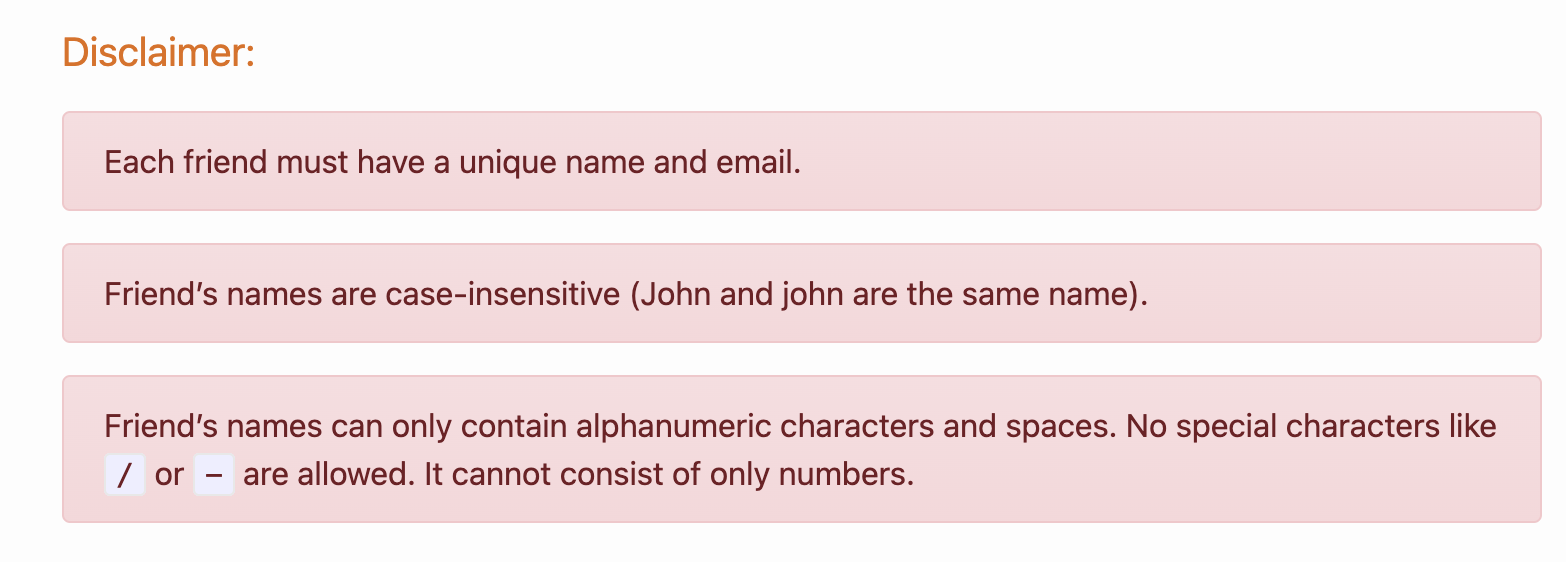 Disclaimer:
Each friend must have a unique name and email.
Friend’s names are case-insensitive (John and john are the same name).
Friend’s names can only contain alphanumeric characters and spaces. No special characters like
/ or - are allowed. It cannot consist of only numbers.